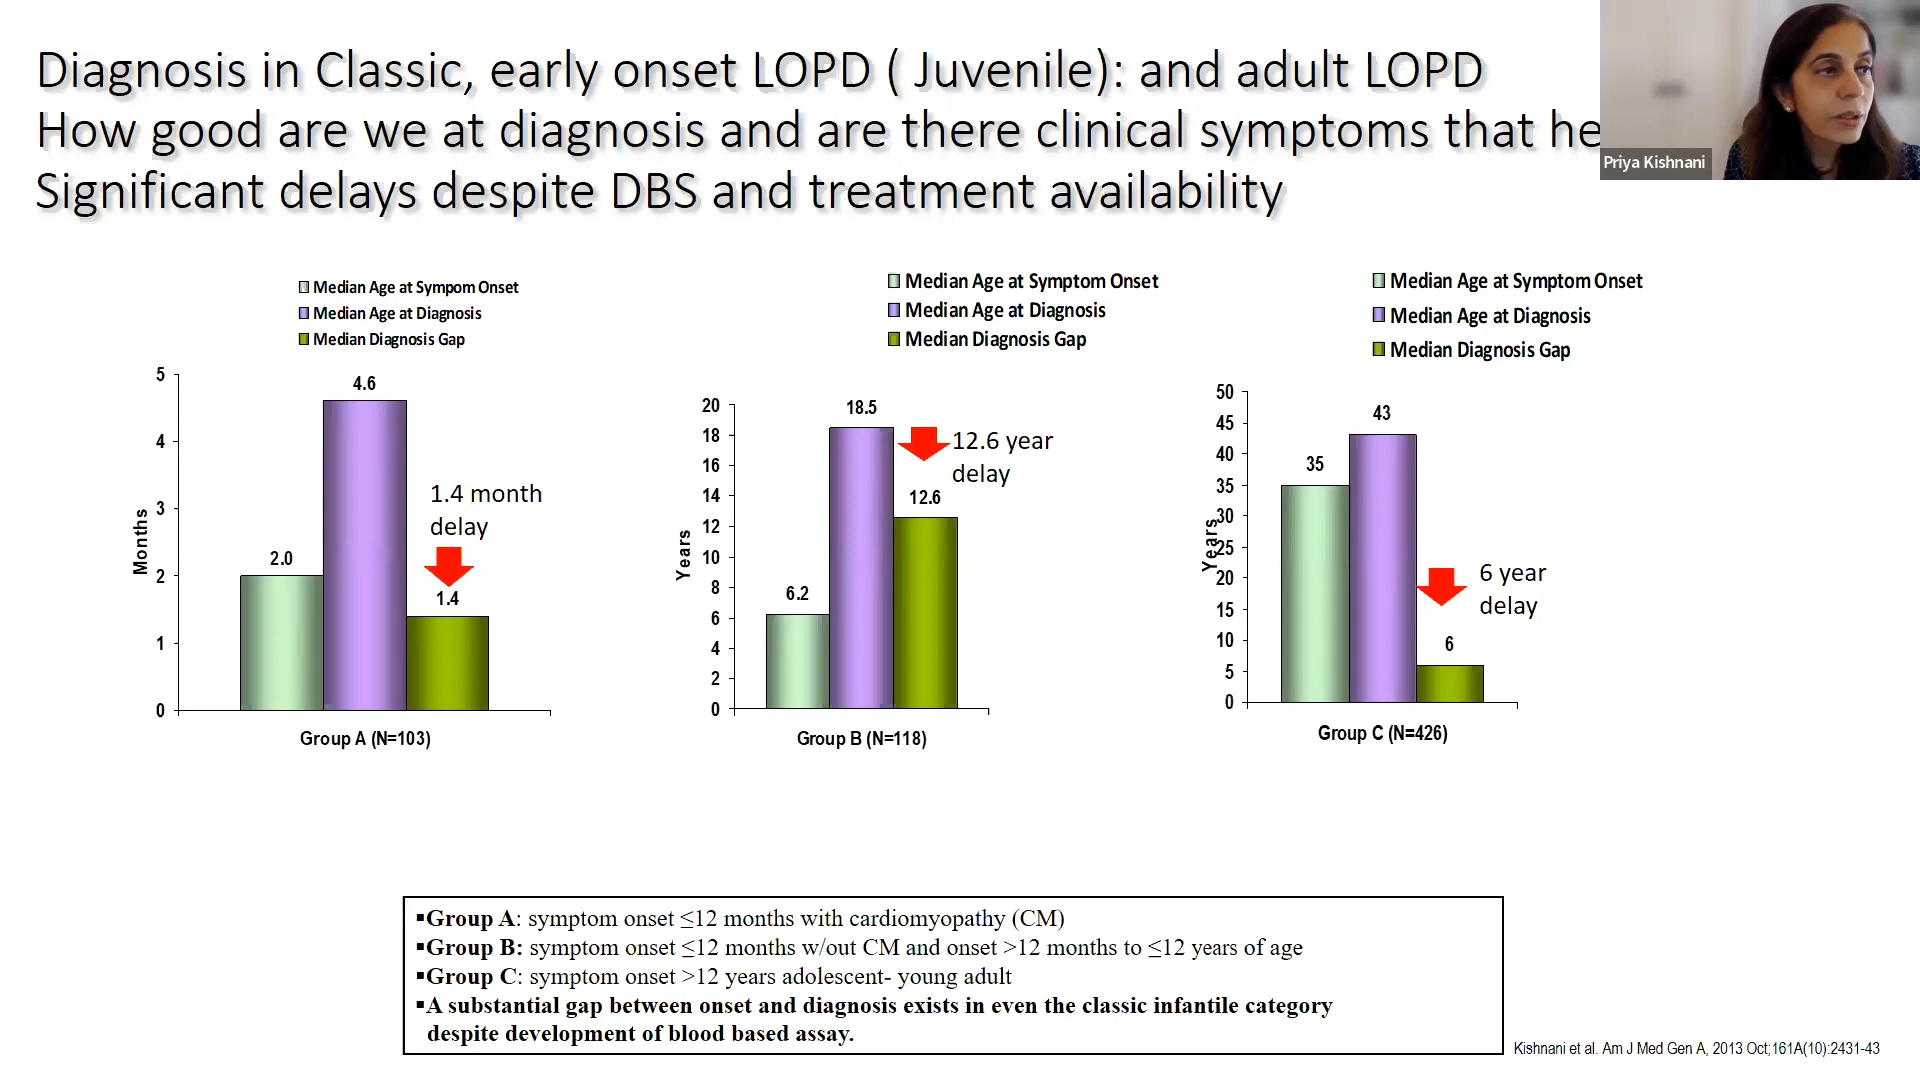 Diagnosis in Classic, early onset LOPD ( Juvenile): and adult LOPD
How good are we at diagnosis and are there clinical symptoms that he
Significant delays despite DBS and treatment availability
Priya Kishnani
Median Age at Sympom Onset
Median Age at Diagnosis
Median Diagnosis Gap
5
4
3
2
1
0
Months
4.6
2.0
1.4
1.4 month
delay
Group A (N=103)
Median Age at Symptom Onset
Median Age at Diagnosis
Median Diagnosis Gap
20
18
16
14
12
10
8
6
4
2
0
Years
18.5
6.2
12.6
12.6 year
delay
Group B (N=118)
Median Age at Symptom Onset
Median Age at Diagnosis
Median Diagnosis Gap
50
45
40
35
30
25
20
15
10
5
0
Years
43
35
6
6 year
delay
Group C (N=426)
▪Group A: symptom onset ≤12 months with cardiomyopathy (CM)
▪Group B: symptom onset ≤12 months w/out CM and onset >12 months to ≤12 years of age
▪Group C: symptom onset >12 years adolescent- young adult
▪A substantial gap between onset and diagnosis exists in even the classic infantile category
despite development of blood based assay.
Kishnani et al. Am J Med Gen A, 2013 Oct;161A(10):2431-43